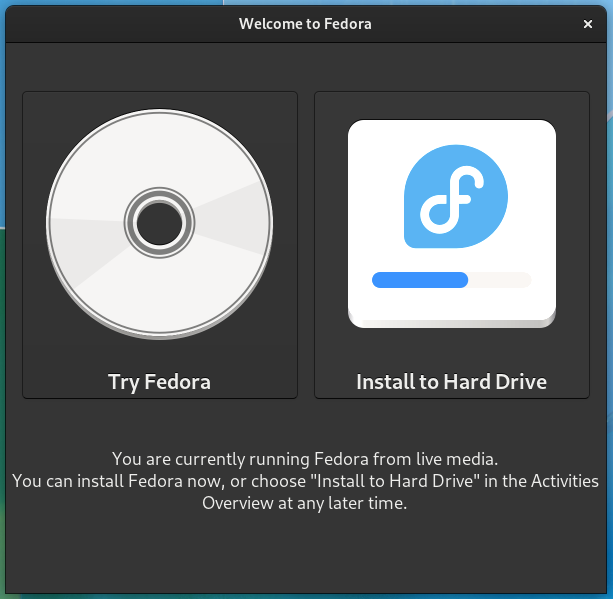 Welcome to Fedora
Try Fedora
Install to Hard Drive
You are currently running Fedora from live media.
You can install Fedora now, or choose "Install to Hard Drive" in the Activities
Overview at any later time.